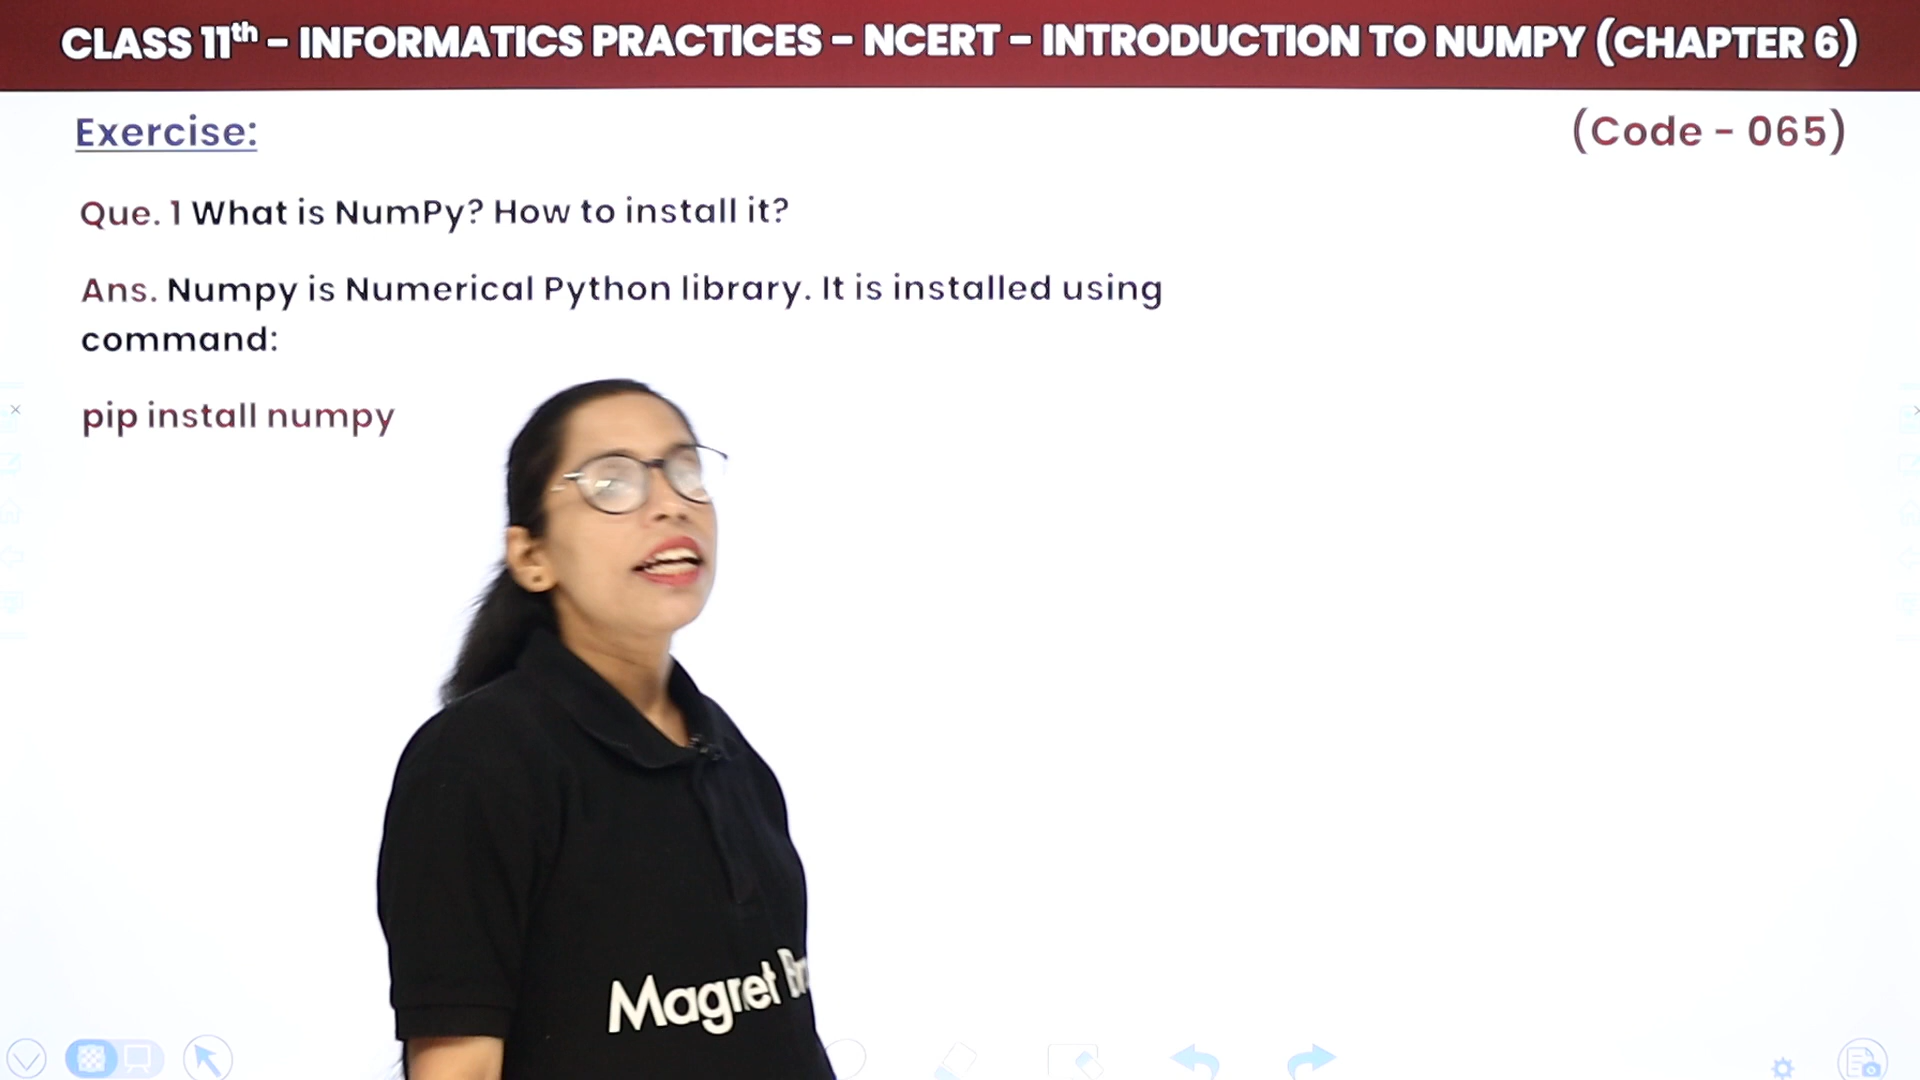 CLASS 11th - INFORMATICS PRACTICES - NCERT - INTRODUCTION TO NUMPY (CHAPTER 6)
Exercise:
(Code - 065)
Que. 1 What is NumPy? How to install it?
Ans. Numpy is Numerical Python library. It is installed using
command:
pip install numpy
Magnet